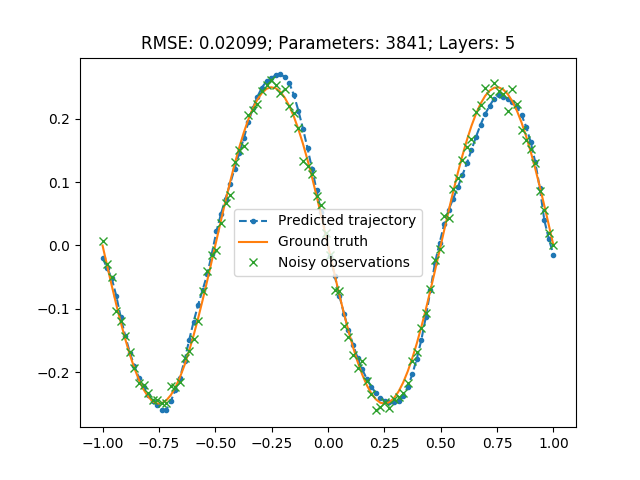 RMSE: 0.02099; Parameters: 3841; Layers: 5
0.2
0.1
0.0
−0.1
−0.2
Predicted trajectory
Ground truth
Noisy observations
−1.00 −0.75 −0.50 −0.25 0.00 0.25 0.50 0.75 1.00